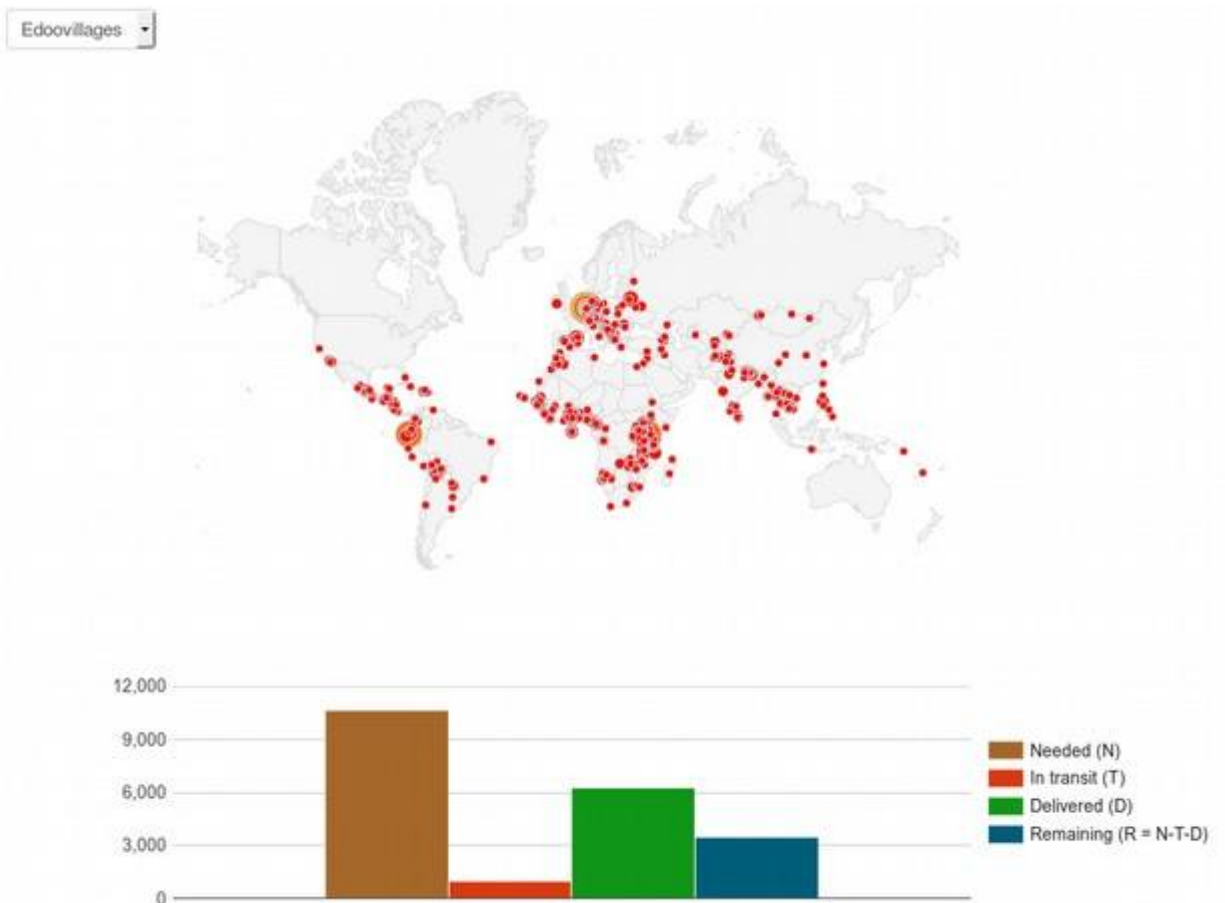 Edoovillages
12,000
9,000
6,000
3,000
0
Needed (N)
In transit (T)
Delivered (D)
Remaining (R = N-T-D)